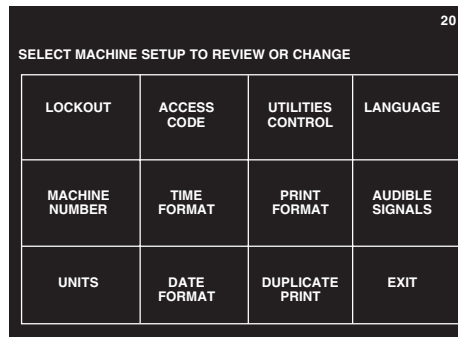 20
SELECT MACHINE SETUP TO REVIEW OR CHANGE
LOCKOUT
ACCESS
CODE
UTILITIES
CONTROL
LANGUAGE
MACHINE
NUMBER
TIME
FORMAT
PRINT
FORMAT
AUDIBLE
SIGNALS
UNITS
DATE
FORMAT
DUPLICATE
PRINT
EXIT